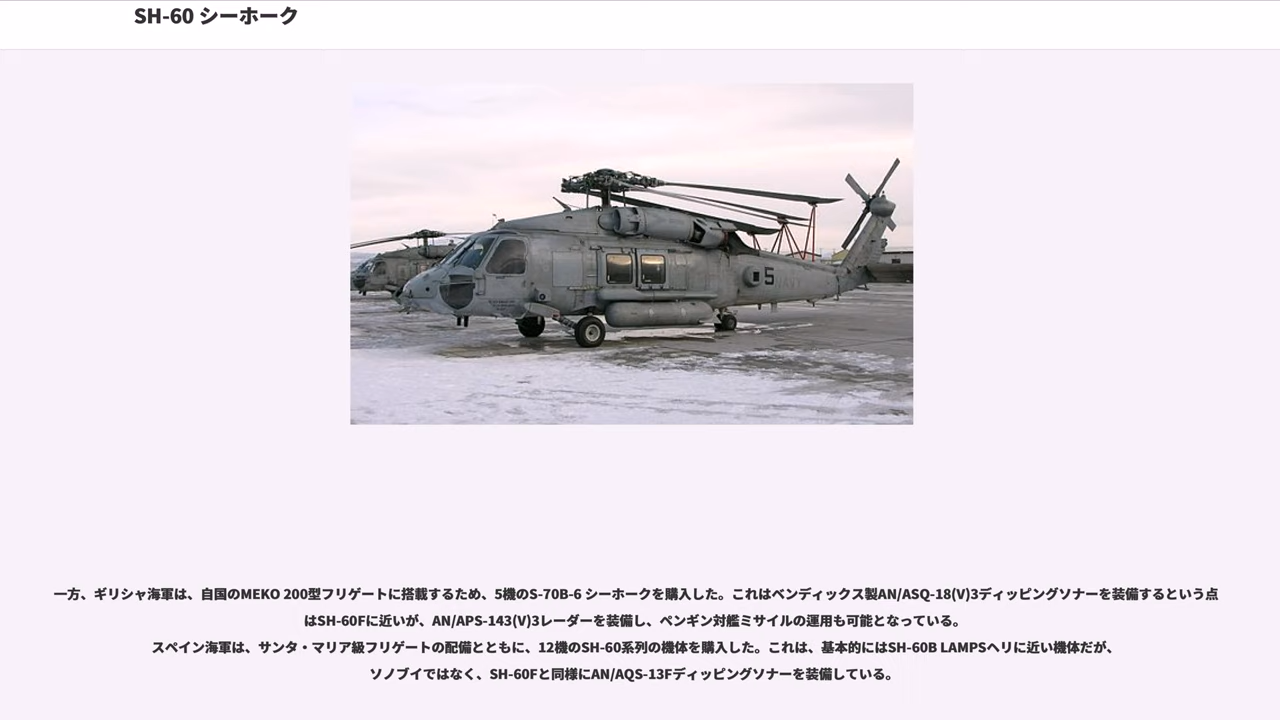 SH-60 シーホーク
5
一方、ギリシャ海軍は、自国のMEKO 200型フリゲートに搭載するため、5機のS-70B-6 シーホークを購入した。これはベンディックス製AN/ASQ-18(V)3ディッピングソナーを装備するという点
はSH-60Fに近いが、AN/APS-143(V)3レーダーを装備し、ペンギン対艦ミサイルの運用も可能となっている。
スペイン海軍は、サンタ・マリア級フリゲートの配備とともに、12機のSH-60系列の機体を購入した。これは、基本的にはSH-60B LAMPSヘリに近い機体だが、
ソノブイではなく、SH-60Fと同様にAN/AQS-13Fディッピングソナーを装備している。